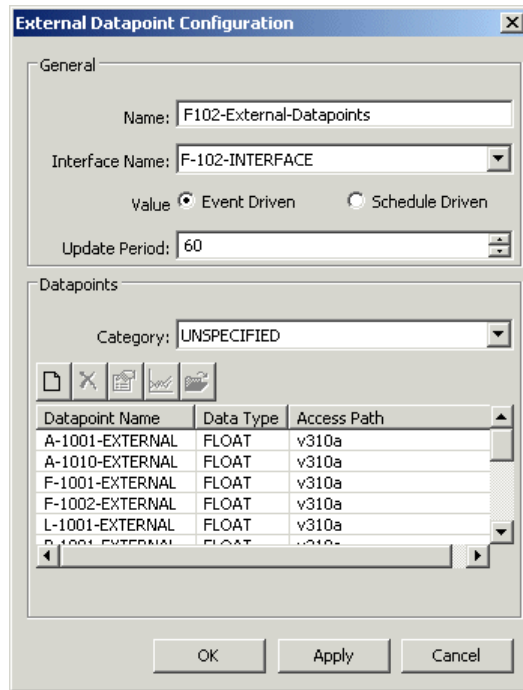 External Datapoint Configuration
General
Name: F102-External-Datapoints
Interface Name: F-102-INTERFACE
Value Event Driven Schedule Driven
Update Period: 60
Datapoints
Category: UNSPECIFIED
Datapoint Name Data Type Access Path
A-1001-EXTERNAL FLOAT v310a
A-1010-EXTERNAL FLOAT v310a
F-1001-EXTERNAL FLOAT v310a
F-1002-EXTERNAL FLOAT v310a
L-1001-EXTERNAL FLOAT v310a
FLOAT v310a
OK Apply Cancel